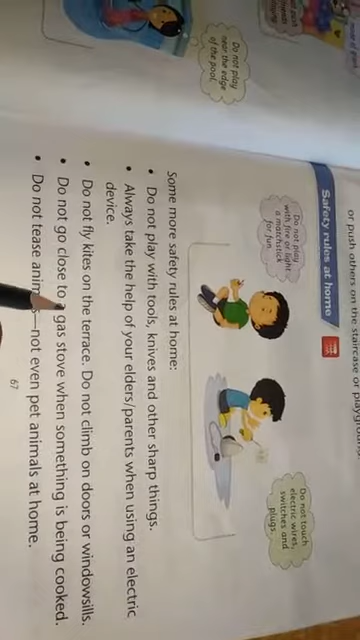 or push others on the staircase
Safety rules at home
Do not play
with fire or light
a matchstick
for fun.
Do not touch
electric wires,
switches and
plugs.
Some more safety rules at home:
• Do not play with tools, knives and other sharp things.
• Always take the help of your elders/parents when using an electric
device.
• Do not fly kites on the terrace. Do not climb on doors or windowsills.
• Do not go close to gas stove when something is being cooked.
• Do not tease not even pet animals at home.
67
Do not play
near the edge
of the pool.